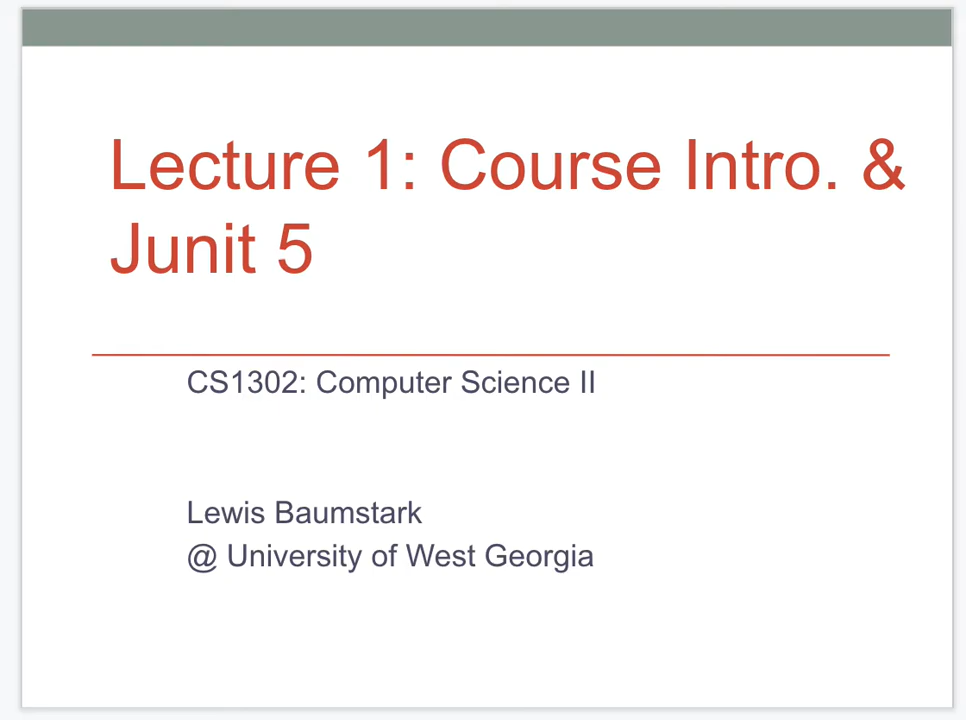 Lecture 1: Course Intro. &
Junit 5
CS1302: Computer Science II
Lewis Baumstark
@ University of West Georgia